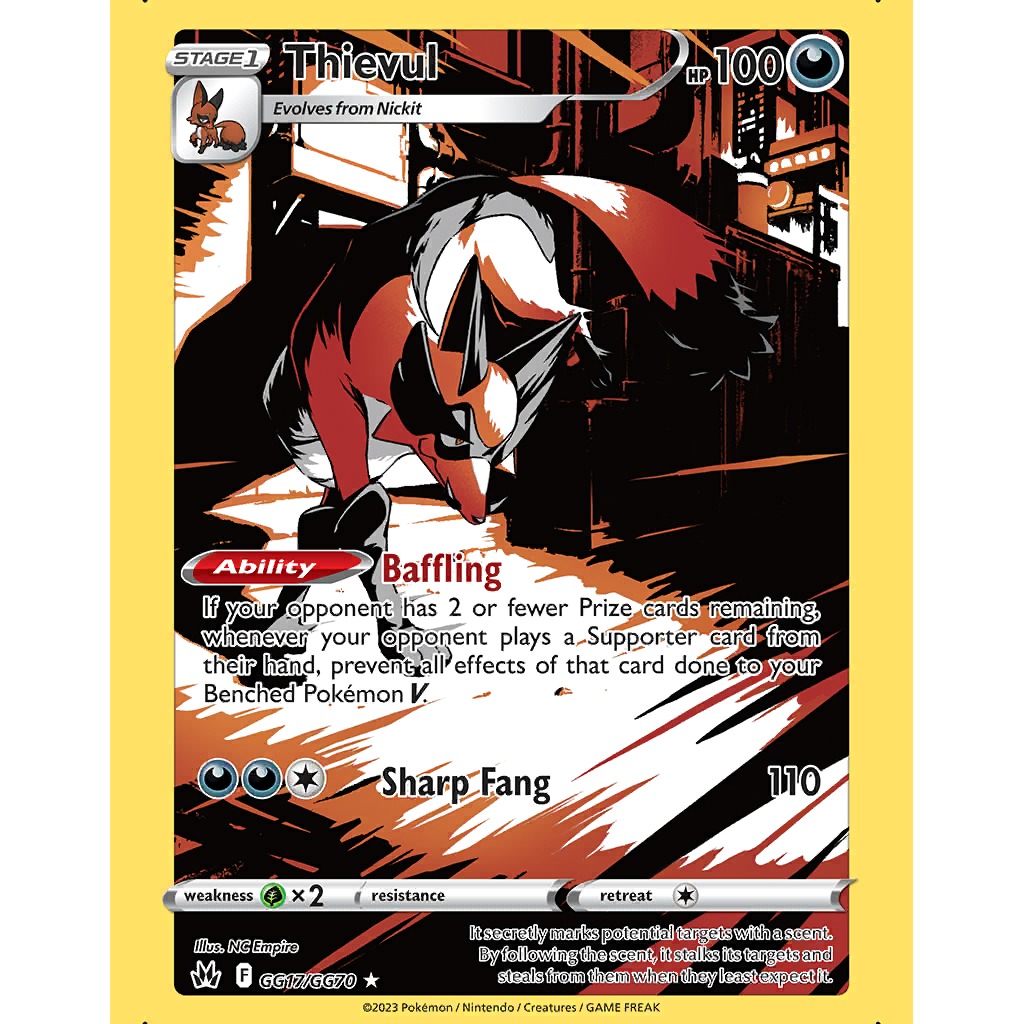 STAGE1
Thievul
HP 100
Evolves from Nickit
Ability Baffling
If your opponent has 2 or fewer Prize cards remaining,
whenever your opponent plays a Supporter card from
their hand, prevent all effects of that card done to your
Benched Pokémon V.
Sharp Fang 110
weakness ×2 resistance retreat
Illus. NC Empire
It secretly marks potential targets with a scent.
By following the scent, it stalks its targets and
steals from them when they least expect it.
F GG17/GG70 ★
©2023 Pokémon / Nintendo / Creatures / GAME FREAK